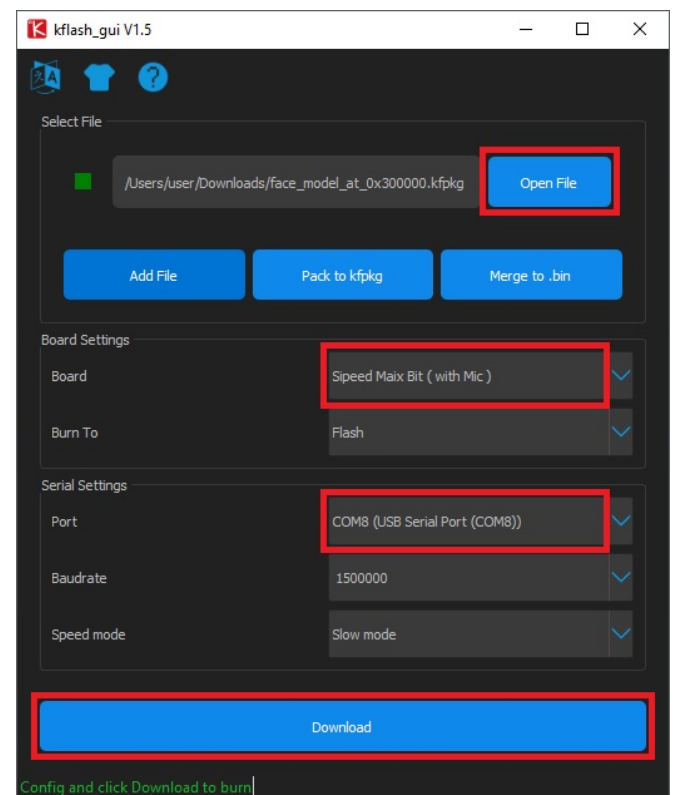 kflash_gui V1.5
Select File
/Users/user/Downloads/face_model_at_0x300000.kfpkg
Open File
Add File
Pack to kfpkg
Merge to .bin
Board Settings
Board
Sipeed Maix Bit ( with Mic )
Burn To
Flash
Serial Settings
Port
COM8 (USB Serial Port (COM8))
Baudrate
1500000
Speed mode
Slow mode
Download
Config and click Download to burn